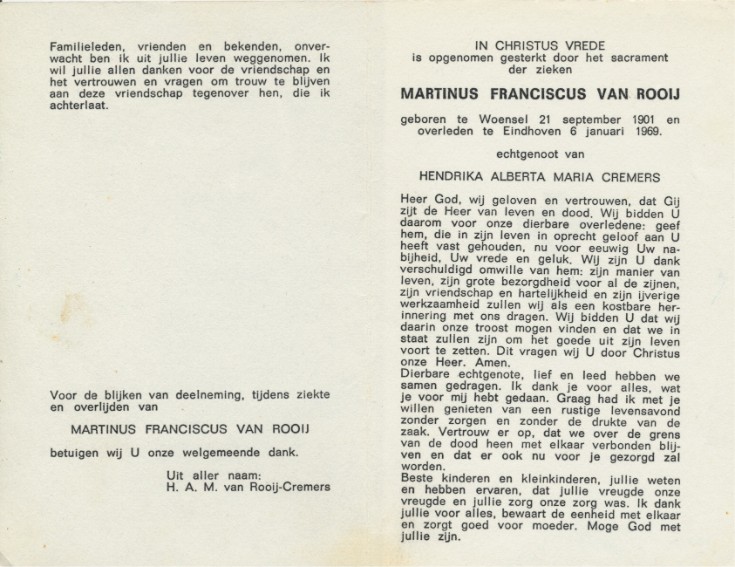 Familieleden, vrienden en bekenden, onver-
wacht ben ik uit jullie leven weggenomen. Ik
wil jullie allen danken voor de vriendschap en
het vertrouwen en vragen om trouw te blijven
aan deze vriendschap tegenover hen, die ik
achterlaat.
Voor de blijken van deelneming, tijdens ziekte
en overlijden van
MARTINUS FRANCISCUS VAN ROOIJ
betuigen wij U onze welgemeende dank.
Uit aller naam:
H. A. M. van Rooij-Cremers
IN CHRISTUS VREDE
is opgenomen gesterkt door het sacrament
der zieken
MARTINUS FRANCISCUS VAN ROOIJ
geboren te Woensel 21 september 1901 en
overleden te Eindhoven 6 januari 1969.
echtgenoot van
HENDRIKA ALBERTA MARIA CREMERS
Heer God, wij geloven en vertrouwen, dat Gij
zijt de Heer van leven en dood. Wij bidden U
daarom voor onze dierbare overledene: geef
hem, die in zijn leven in oprecht geloof aan U
heeft vast gehouden, nu voor eeuwig Uw na-
bijheid, Uw vrede en geluk. Wij zijn U dank
verschuldigd omwille van hem: zijn manier van
leven, zijn grote bezorgdheid voor al de zijnen,
zijn vriendschap en hartelijkheid en zijn ijverige
werkzaamheid zullen wij als een kostbare her-
innering met ons dragen. Wij bidden U dat wij
daarin onze troost mogen vinden en dat we in
staat zullen zijn om het goede uit zijn leven
voort te zetten. Dit vragen wij U door Christus
onze Heer. Amen.
Dierbare echtgenote, lief en leed hebben we
samen gedragen. Ik dank je voor alles, wat
je voor mij hebt gedaan. Graag had ik met je
willen genieten van een rustige levensavond
zonder zorgen en zonder de drukte van de
zaak. Vertrouw er op, dat we over de grens
van de dood heen met elkaar verbonden blij-
ven en dat er ook nu voor je gezorgd zal
worden.
Beste kinderen en kleinkinderen, jullie weten
en hebben ervaren, dat jullie vreugde onze
vreugde en jullie zorg onze zorg was. Ik dank
jullie voor alles, bewaart de eenheid met elkaar
en zorgt goed voor moeder. Moge God met
jullie zijn.